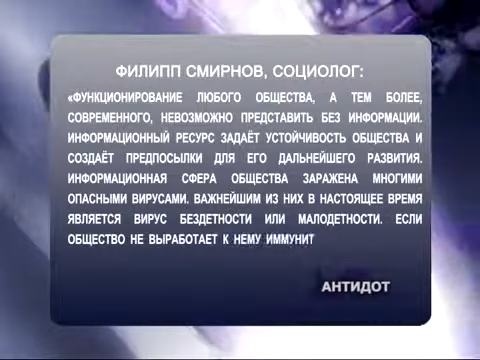 ФИЛИПП СМИРНОВ, СОЦИОЛОГ:
«ФУНКЦИОНИРОВАНИЕ ЛЮБОГО ОБЩЕСТВА, А ТЕМ БОЛЕЕ,
СОВРЕМЕННОГО, НЕВОЗМОЖНО ПРЕДСТАВИТЬ БЕЗ ИНФОРМАЦИИ.
ИНФОРМАЦИОННЫЙ РЕСУРС ЗАДАЁТ УСТОЙЧИВОСТЬ ОБЩЕСТВА И
СОЗДАЁТ ПРЕДПОСЫЛКИ ДЛЯ ЕГО ДАЛЬНЕЙШЕГО РАЗВИТИЯ.
ИНФОРМАЦИОННАЯ СФЕРА ОБЩЕСТВА ЗАРАЖЕНА МНОГИМИ
ОПАСНЫМИ ВИРУСАМИ. ВАЖНЕЙШИМ ИЗ НИХ В НАСТОЯЩЕЕ ВРЕМЯ
ЯВЛЯЕТСЯ ВИРУС БЕЗДЕТНОСТИ ИЛИ МАЛОДЕТНОСТИ. ЕСЛИ
ОБЩЕСТВО НЕ ВЫРАБОТАЕТ К НЕМУ ИММУНИТ
АНТИДОТ